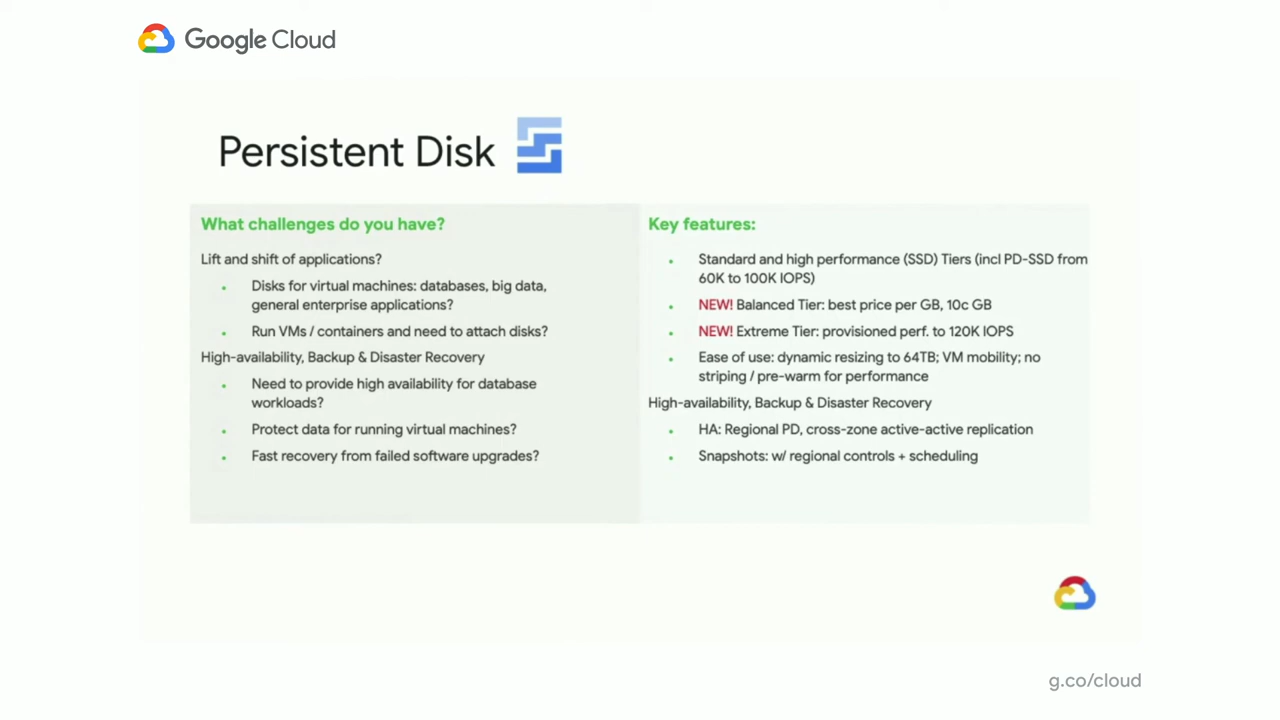 Google Cloud
Persistent Disk
What challenges do you have?
Lift and shift of applications?
Disks for virtual machines: databases, big data,
general enterprise applications?
Run VMs / containers and need to attach disks?
High-availability, Backup & Disaster Recovery
Need to provide high availability for database
workloads?
Protect data for running virtual machines?
Fast recovery from failed software upgrades?
Key features:
Standard and high performance (SSD) Tiers (incl PD-SSD from
60K to 100K IOPS)
NEW! Balanced Tier: best price per GB, 10c GB
NEW! Extreme Tier: provisioned perf. to 120K IOPS
Ease of use: dynamic resizing to 64TB; VM mobility; no
striping / pre-warm for performance
High-availability, Backup & Disaster Recovery
HA: Regional PD, cross-zone active-active replication
Snapshots: w/ regional controls + scheduling
g.co/cloud